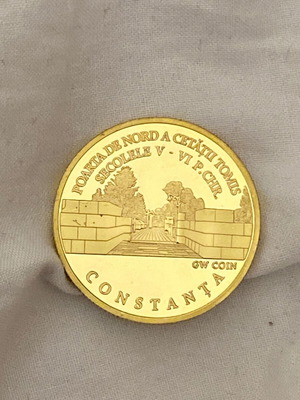 POARTA DE NORD A CETĂȚII TOMIS
SECOLELE V - VI P. CHR.
GW COIN
CONSTANȚA